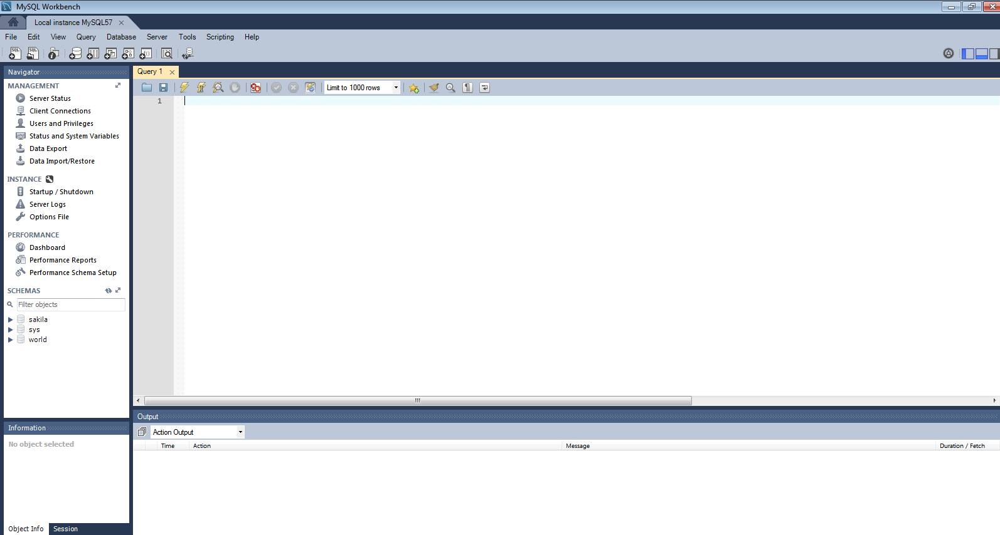 MySQL Workbench
Local instance MySQL57
File Edit View Query Database Server Tools Scripting Help
SQL SQL
Navigator
MANAGEMENT
Server Status
Client Connections
Users and Privileges
Status and System Variables
Data Export
Data Import/Restore
INSTANCE
Startup / Shutdown
Server Logs
Options File
PERFORMANCE
Dashboard
Performance Reports
Performance Schema Setup
SCHEMAS
Filter objects
sakila
sys
world
Information
No object selected
Object Info Session
Query 1
Limit to 1000 rows
1
Output
Action Output
Time Action Message Duration / Fetch